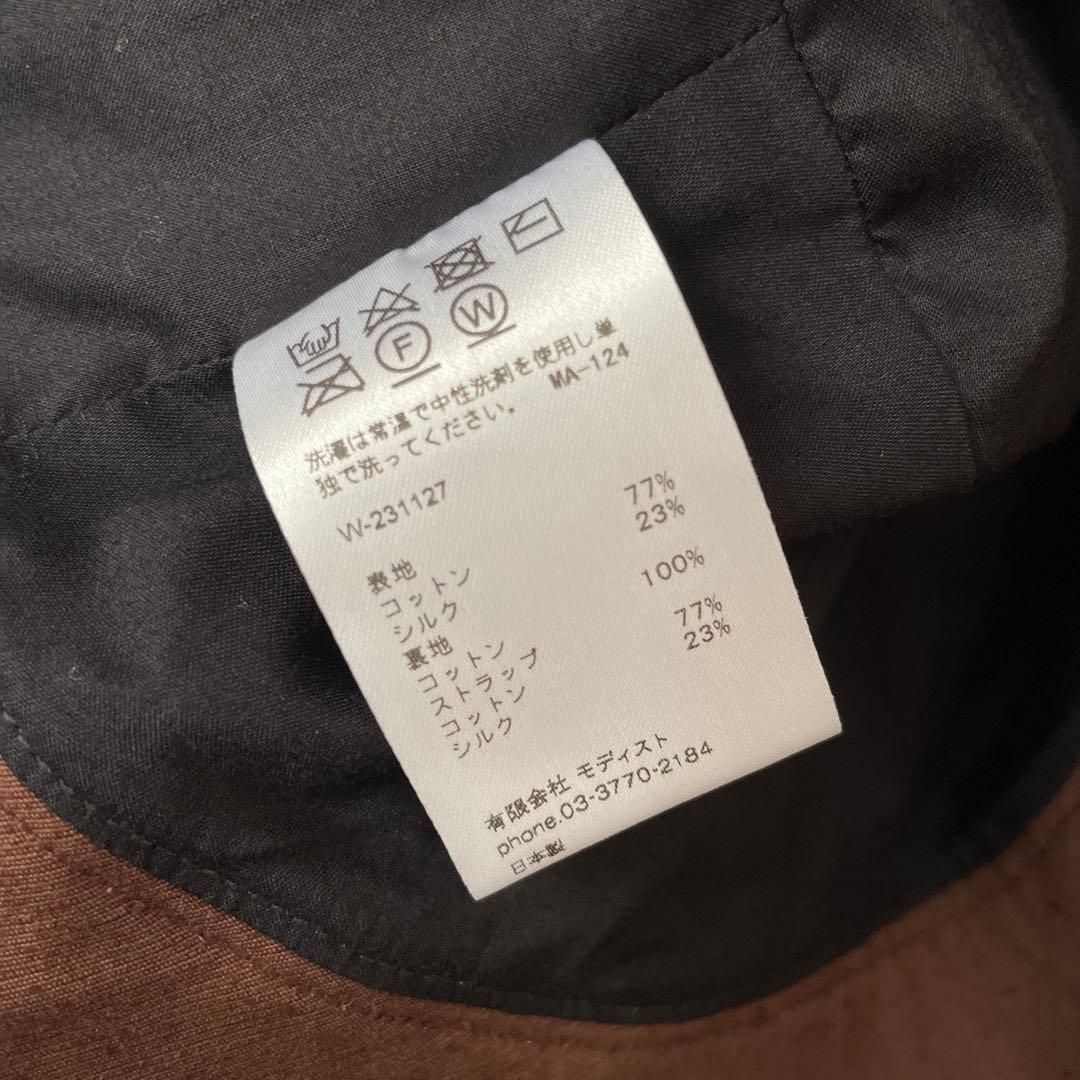 F W
洗濯は常温で中性洗剤を使用し単
独で洗ってください。 MA-124
W-231127
表地
コットン 77%
シルク 23%
裏地
コットン 100%
ストラップ
コットン 77%
シルク 23%
有限会社 モディスト
phone.03-3770-2184
日本製